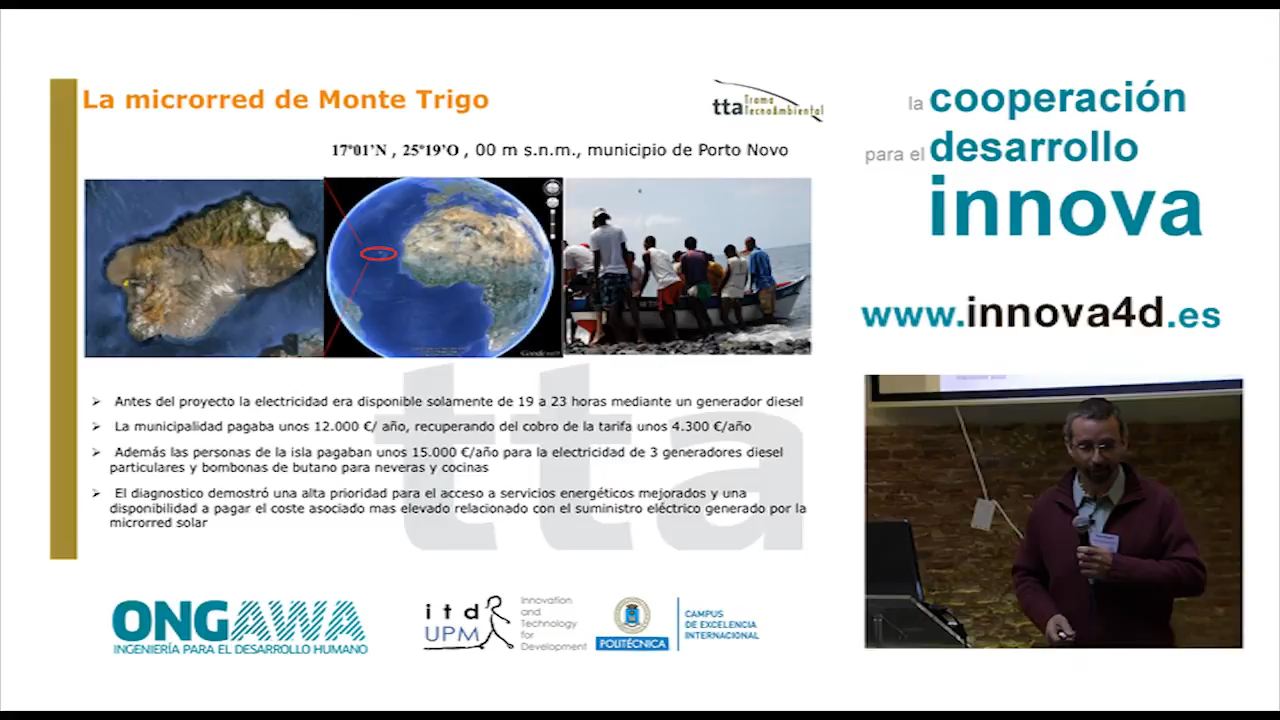 La microrred de Monte Trigo
tta Trama TecnoAmbiental
17º01'N , 25º19'O , 00 m s.n.m., municipio de Porto Novo
Antes del proyecto la electricidad era disponible solamente de 19 a 23 horas mediante un generador diesel
La municipalidad pagaba unos 12.000 €/ año, recuperando del cobro de la tarifa unos 4.300 €/año
Además las personas de la isla pagaban unos 15.000 €/año para la electricidad de 3 generadores diesel
particulares y bombonas de butano para neveras y cocinas
El diagnostico demostró una alta prioridad para el acceso a servicios energéticos mejorados y una
disponibilidad a pagar el coste asociado mas elevado relacionado con el suministro eléctrico generado por la
microrred solar
tta
ONGAWA
INGENIERÍA PARA EL DESARROLLO HUMANO
itd
UPM
Innovation
and
Technology
for
Development
POLITÉCNICA
CAMPUS
DE EXCELENCIA
INTERNACIONAL
la cooperación
para el desarrollo
innova
www.innova4d.es